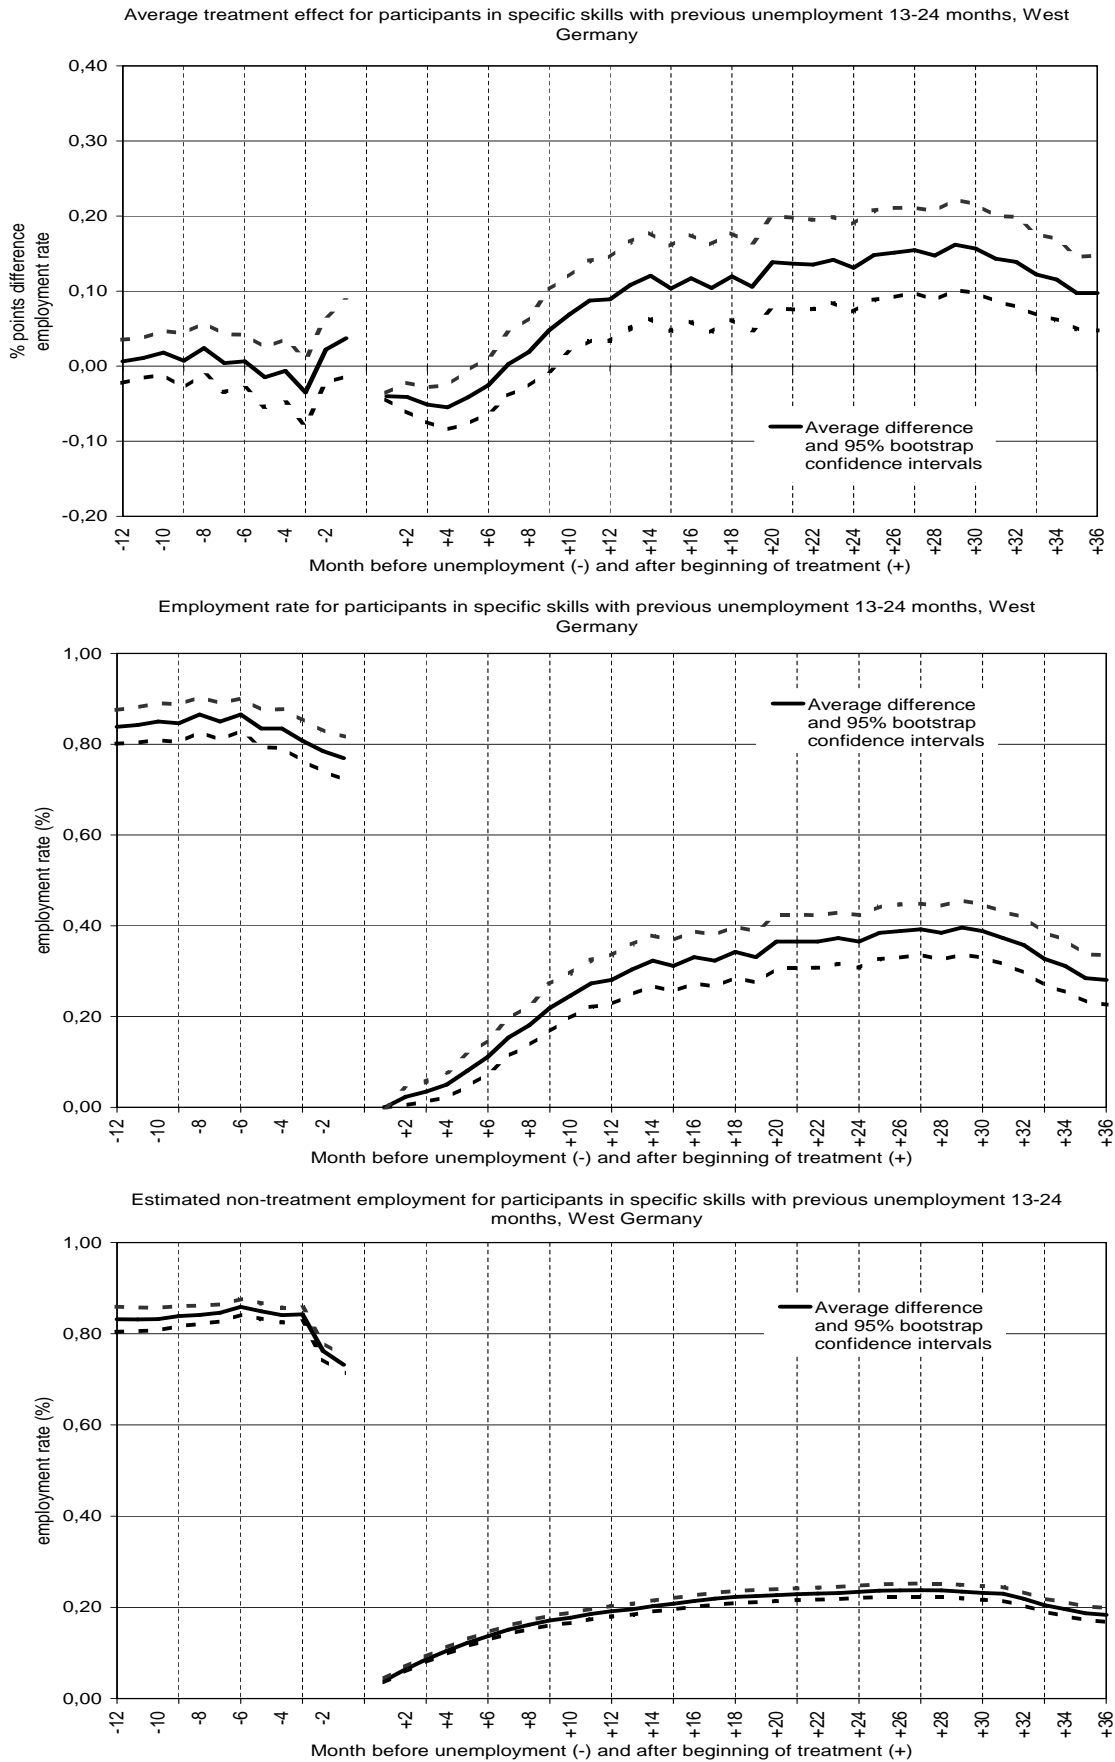 Average treatment effect for participants in specific skills with previous unemployment 13-24 months, West
Germany
0,40
0,30
0,20
0,10
0,00
-0,10
-0,20
% points difference
employment rate
Average difference
and 95% bootstrap
confidence intervals
-12 -10 -8 -6 -4 -2 +2 +4 +6 +8 +10 +12 +14 +16 +18 +20 +22 +24 +26 +28 +30 +32 +34 +36
Month before unemployment (-) and after beginning of treatment (+)
Employment rate for participants in specific skills with previous unemployment 13-24 months, West
Germany
1,00
0,80
0,60
0,40
0,20
0,00
employment rate (%)
Average difference
and 95% bootstrap
confidence intervals
-12 -10 -8 -6 -4 -2 +2 +4 +6 +8 +10 +12 +14 +16 +18 +20 +22 +24 +26 +28 +30 +32 +34 +36
Month before unemployment (-) and after beginning of treatment (+)
Estimated non-treatment employment for participants in specific skills with previous unemployment 13-24
months, West Germany
1,00
0,80
0,60
0,40
0,20
0,00
employment rate (%)
Average difference
and 95% bootstrap
confidence intervals
-12 -10 -8 -6 -4 -2 +2 +4 +6 +8 +10 +12 +14 +16 +18 +20 +22 +24 +26 +28 +30 +32 +34 +36
Month before unemployment (-) and after beginning of treatment (+)